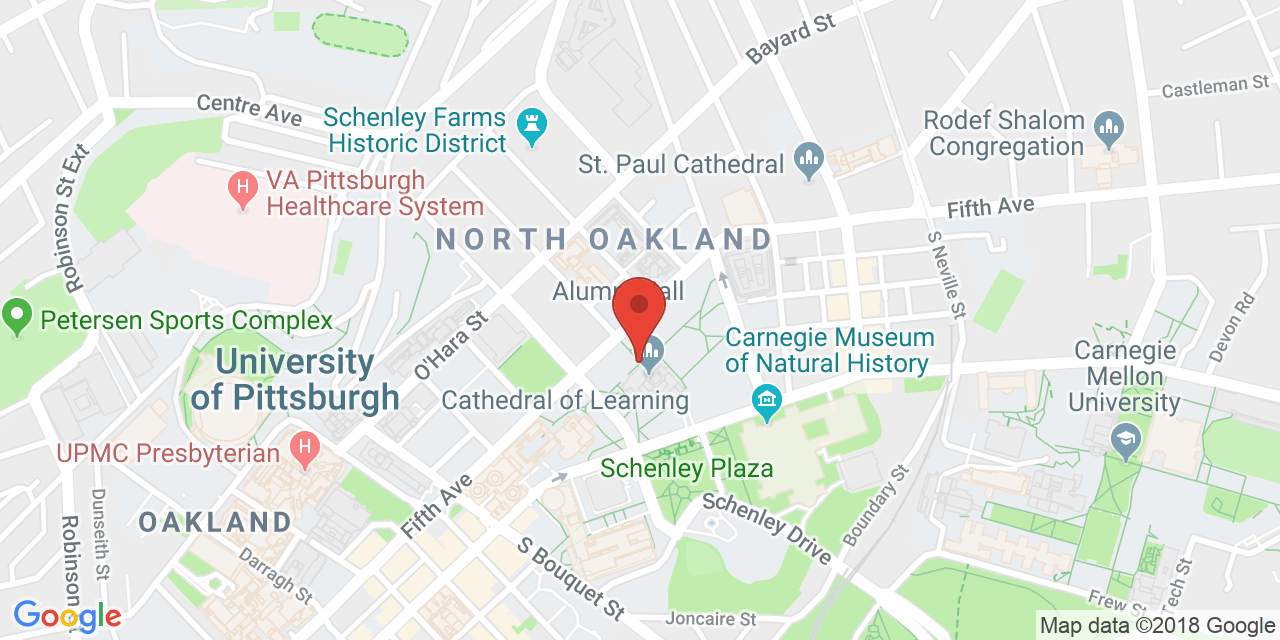 Bayard St
Castleman St
Centre Ave
Schenley Farms
Historic District
Rodef Shalom
Congregation
St. Paul Cathedral
Robinson St Ext
H
VA Pittsburgh
Healthcare System
Fifth Ave
NORTH OAKLAND
S Neville St
Petersen Sports Complex
O'Hara St
Devon Rd
Carnegie Museum
of Natural History
University
of Pittsburgh
Carnegie
Mellon
University
Cathedral of Learning
H
UPMC Presbyterian
Schenley Plaza
Dunseith St
Fifth Ave
Schenley Drive
Boundary St
OAKLAND
Robinson
Darragh St
S Bouquet St
Joncaire St
Frew St
Tech St
Google
Map data ©2018 Google